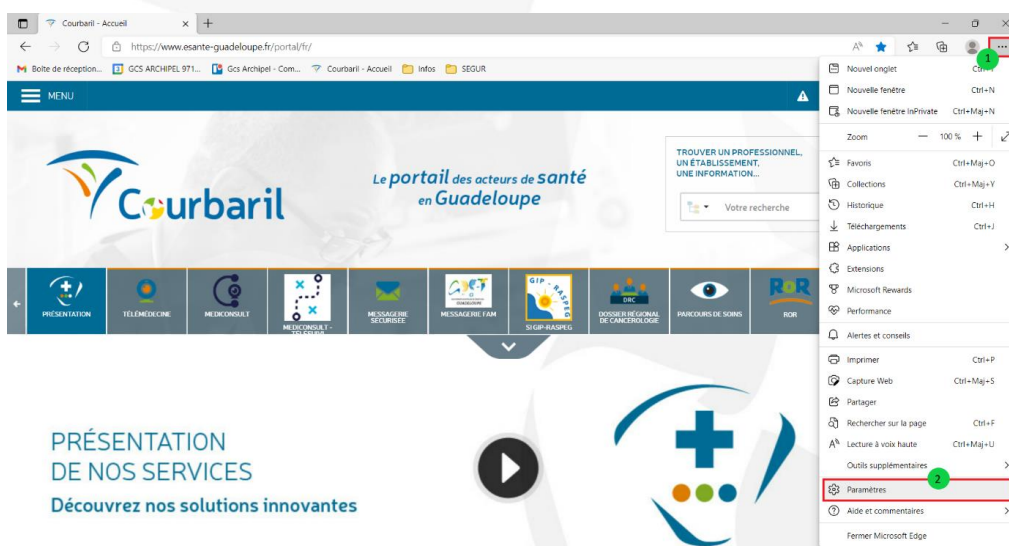 Courbaril - Accueil
https://www.esante-guadeloupe.fr/portal/fr/
Boîte de réception...
GCS ARCHIPEL 971...
Gcs Archipel - Com...
Courbaril - Accueil
Infos
SEGUR
MENU
Courbaril
Le portail des acteurs de santé
en Guadeloupe
TROUVER UN PROFESSIONNEL,
UN ÉTABLISSEMENT,
UNE INFORMATION...
Votre recherche
PRÉSENTATION
TÉLÉMÉDECINE
MEDICONSULT
MEDICONSULT -
TÉLÉSUIVI
MESSAGERIE
SÉCURISÉE
MESSAGERIE FAM
GIP - RASPEG
SI GIP-RASPEG
DRC
DOSSIER RÉGIONAL
DE CANCEROLOGIE
PARCOURS DE SOINS
ROR
ROR
PRÉSENTATION
DE NOS SERVICES
Découvrez nos solutions innovantes
1
Nouvel onglet
Nouvelle fenêtre Ctrl+N
Nouvelle fenêtre InPrivate Ctrl+Maj+N
Zoom — 100 % +
Favoris Ctrl+Maj+O
Collections Ctrl+Maj+Y
Historique Ctrl+H
Téléchargements Ctrl+J
Applications
Extensions
Microsoft Rewards
Performance
Alertes et conseils
Imprimer Ctrl+P
Capture Web Ctrl+Maj+S
Partager
Rechercher sur la page Ctrl+F
Lecture à voix haute Ctrl+Maj+U
Outils supplémentaires
2
Paramètres
Aide et commentaires
Fermer Microsoft Edge